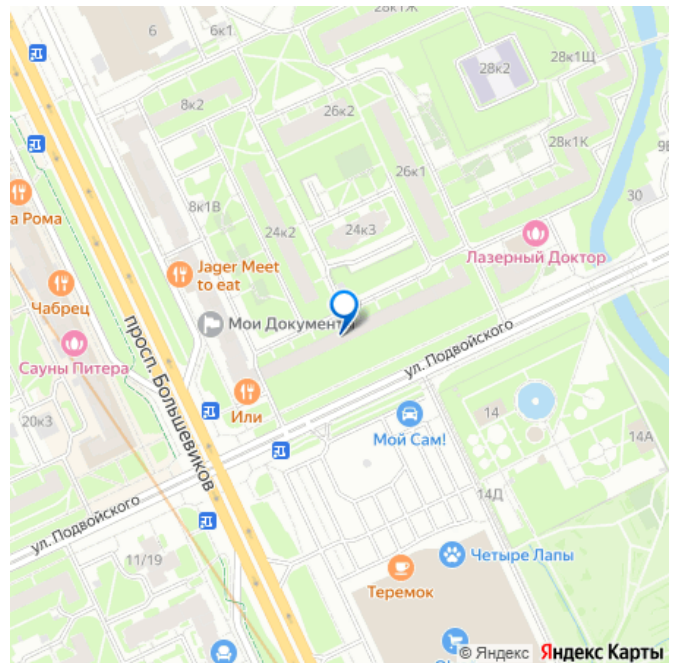 28к1Ж
6к1
6
28к1Щ
28к2
8к2
26к2
28к1К
26к1
30
8к1В
а Рома
24к2
24к3
Лазерный Доктор
Jager Meet
to eat
Чабрец
Мои Документы
просп. Большевиков
ул. Подвойского
Сауны Питера
20к3
Или
Мой Сам!
14
14А
14Д
ул. Подвойского
11/19
Четыре Лапы
Теремок
© Яндекс Яндекс Карты